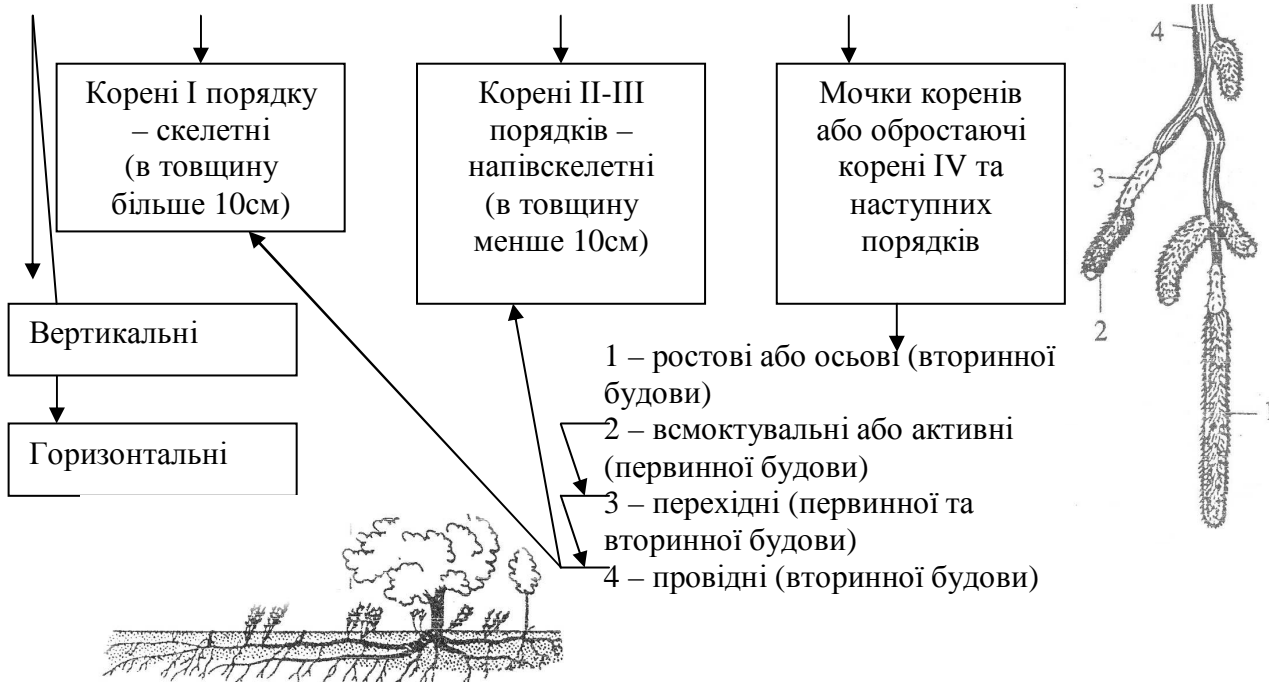 Корені I порядку
– скелетні
(в товщину
більше 10см)
Корені II-III
порядків –
напівскелетні
(в товщину
менше 10см)
Мочки коренів
або обростаючі
корені IV та
наступних
порядків
Вертикальні
Горизонтальні
1 – ростові або осьові (вторинної
будови)
2 – всмоктувальні або активні
(первинної будови)
3 – перехідні (первинної та
вторинної будови)
4 – провідні (вторинної будови)
4
3
2
1